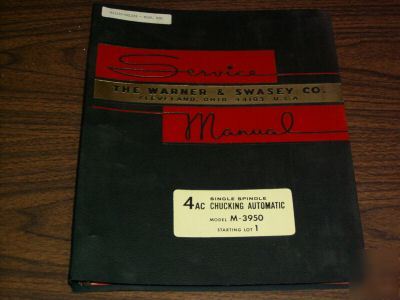 Service
THE WARNER & SWASEY CO.
CLEVELAND, OHIO 44103 U.S.A.
Manual
SINGLE SPINDLE
4AC CHUCKING AUTOMATIC
MODEL M-3950
STARTING LOT 1